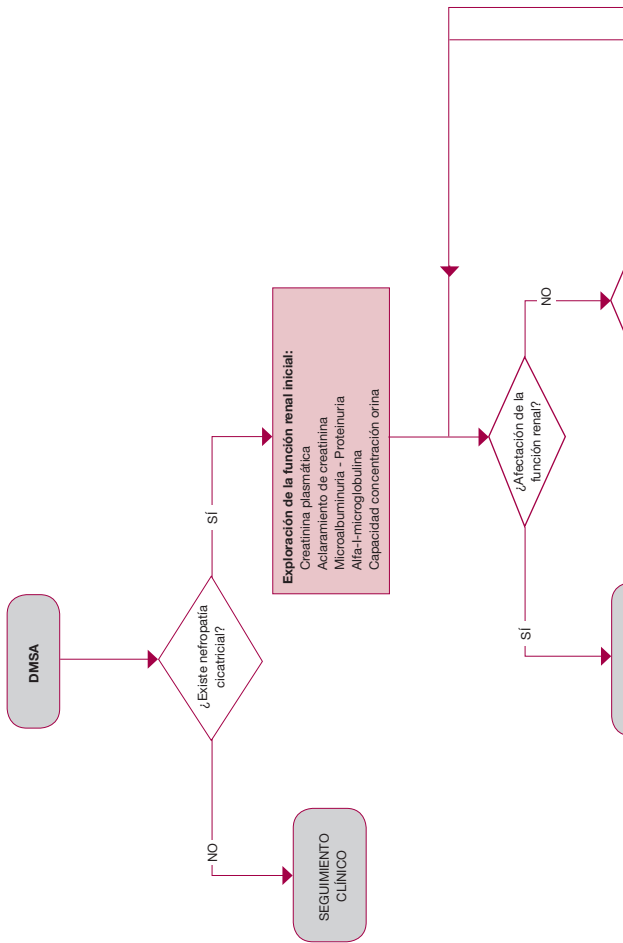 DMSA
¿Existe nefropatía
cicatricial?
NO
SÍ
SEGUIMIENTO
CLÍNICO
Exploración de la función renal inicial:
Creatinina plasmática
Aclaramiento de creatinina
Microalbuminuria - Proteinuria
Alfa-I-microglobulina
Capacidad concentración orina
¿Afectación de la
función renal?
SÍ
NO